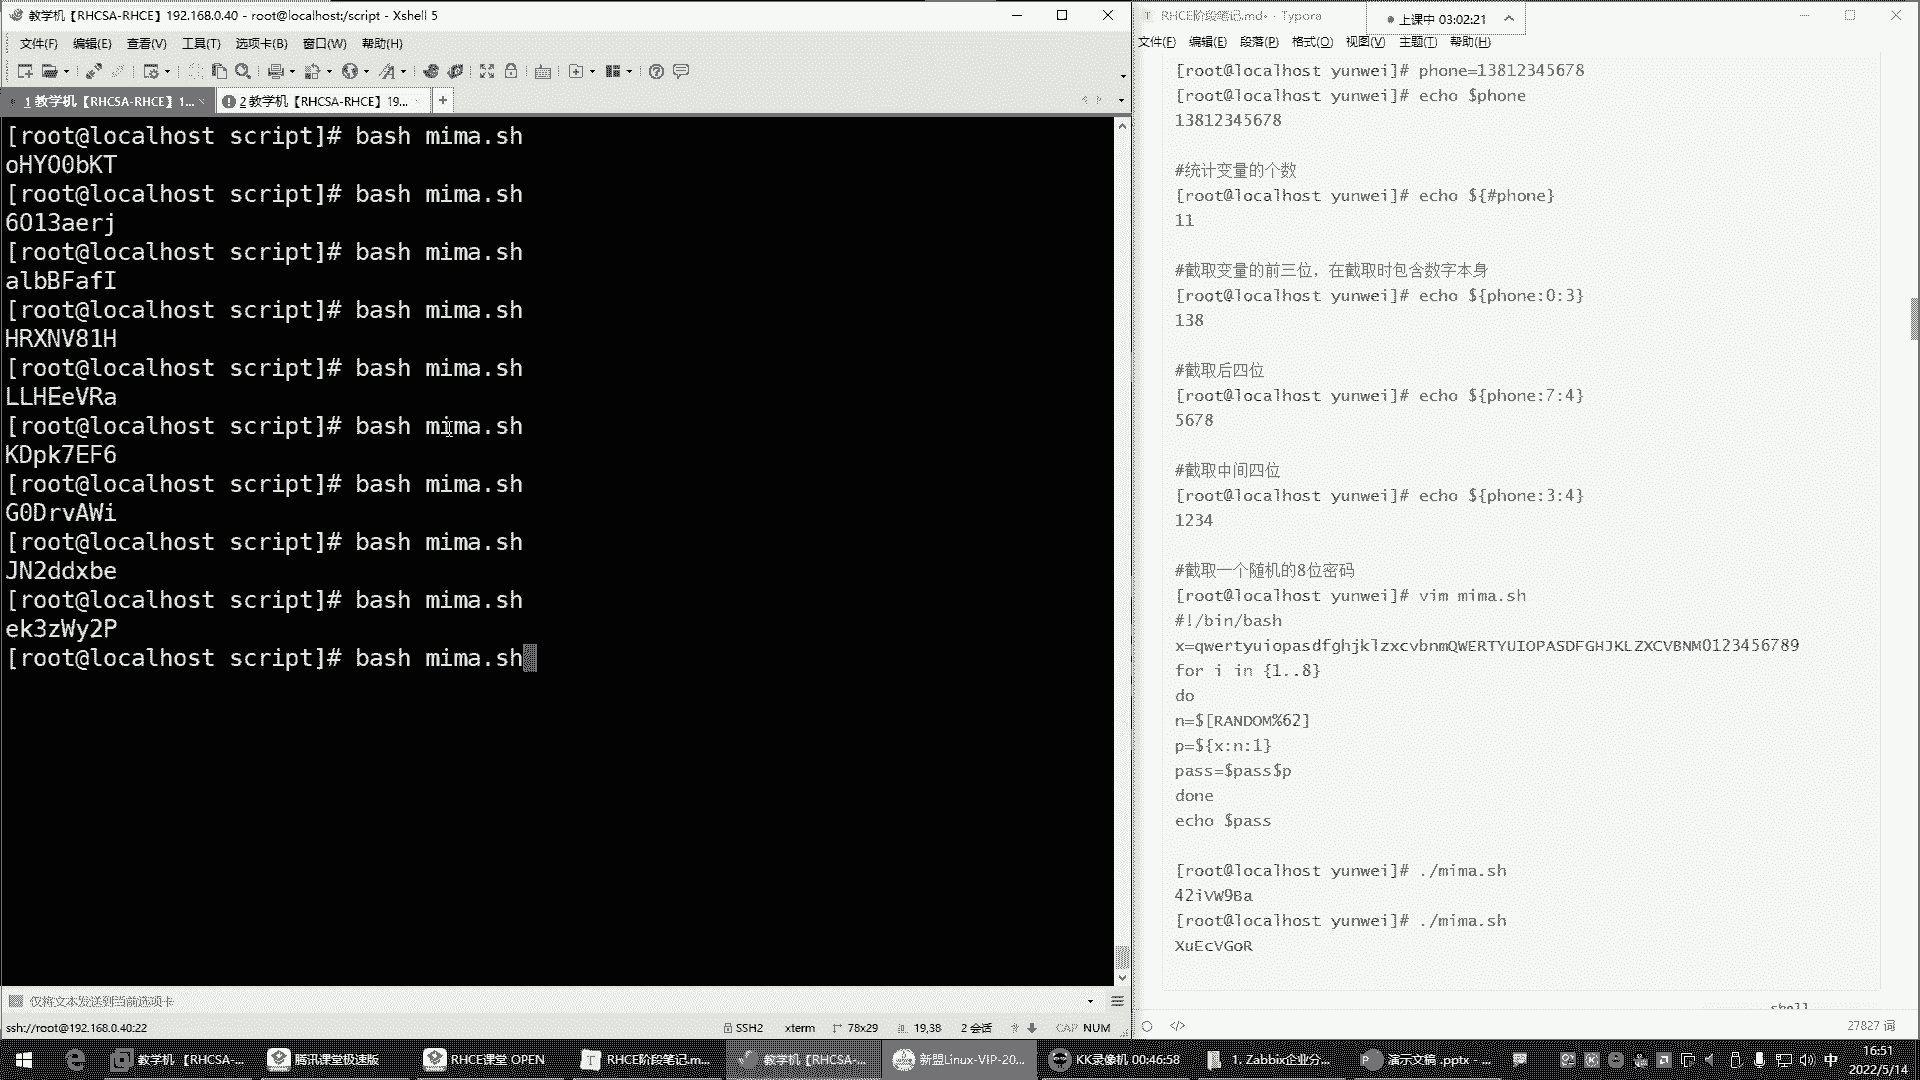 教学机【RHCSA-RHCE】192.168.0.40 - root@localhost:/script - Xshell 5
文件(F) 编辑(E) 查看(V) 工具(T) 选项卡(B) 窗口(W) 帮助(H)
1 教学机【RHCSA-RHCE】1...
2 教学机【RHCSA-RHCE】19...
[root@localhost script]# bash mima.sh
oHYO0bKT
[root@localhost script]# bash mima.sh
6O13aerj
[root@localhost script]# bash mima.sh
albBFafI
[root@localhost script]# bash mima.sh
HRXNV81H
[root@localhost script]# bash mima.sh
LLHEeVRa
[root@localhost script]# bash mima.sh
KDpk7EF6
[root@localhost script]# bash mima.sh
G0DrvAWi
[root@localhost script]# bash mima.sh
JN2ddxbe
[root@localhost script]# bash mima.sh
ek3zWy2P
[root@localhost script]# bash mima.sh
仅将文本发送到当前选项卡
ssh://root@192.168.0.40:22 SSH2 xterm 78x29 19,38 2 会话 CAP NUM
RHCE阶段笔记.md• - Typora
上课中 03:02:21
文件(F) 编辑(E) 段落(P) 格式(O) 视图(V) 主题(T) 帮助(H)
[root@localhost yunwei]# phone=13812345678
[root@localhost yunwei]# echo $phone
13812345678
#统计变量的个数
[root@localhost yunwei]# echo ${#phone}
11
#截取变量的前三位，在截取时包含数字本身
[root@localhost yunwei]# echo ${phone:0:3}
138
#截取后四位
[root@localhost yunwei]# echo ${phone:7:4}
5678
#截取中间四位
[root@localhost yunwei]# echo ${phone:3:4}
1234
#截取一个随机的8位密码
[root@localhost yunwei]# vim mima.sh
#!/bin/bash
x=qwertyuiopasdfghjklzxcvbnmQWERTYUIOPASDFGHJKLZXCVBNM0123456789
for i in {1..8}
do
n=$[RANDOM%62]
p=${x:n:1}
pass=$pass$p
done
echo $pass
[root@localhost yunwei]# ./mima.sh
42iVW9Ba
[root@localhost yunwei]# ./mima.sh
XuEcVGoR
shell
27827 词
教学机【RHCSA-...
腾讯课堂极速版
RHCE课堂 OPEN
RHCE阶段笔记.m...
教学机【RHCSA-...
新盟Linux-VIP-20...
KK录像机 00:46:58
1. Zabbix企业分...
演示文稿 .pptx - ...
中
16:51
2022/5/14